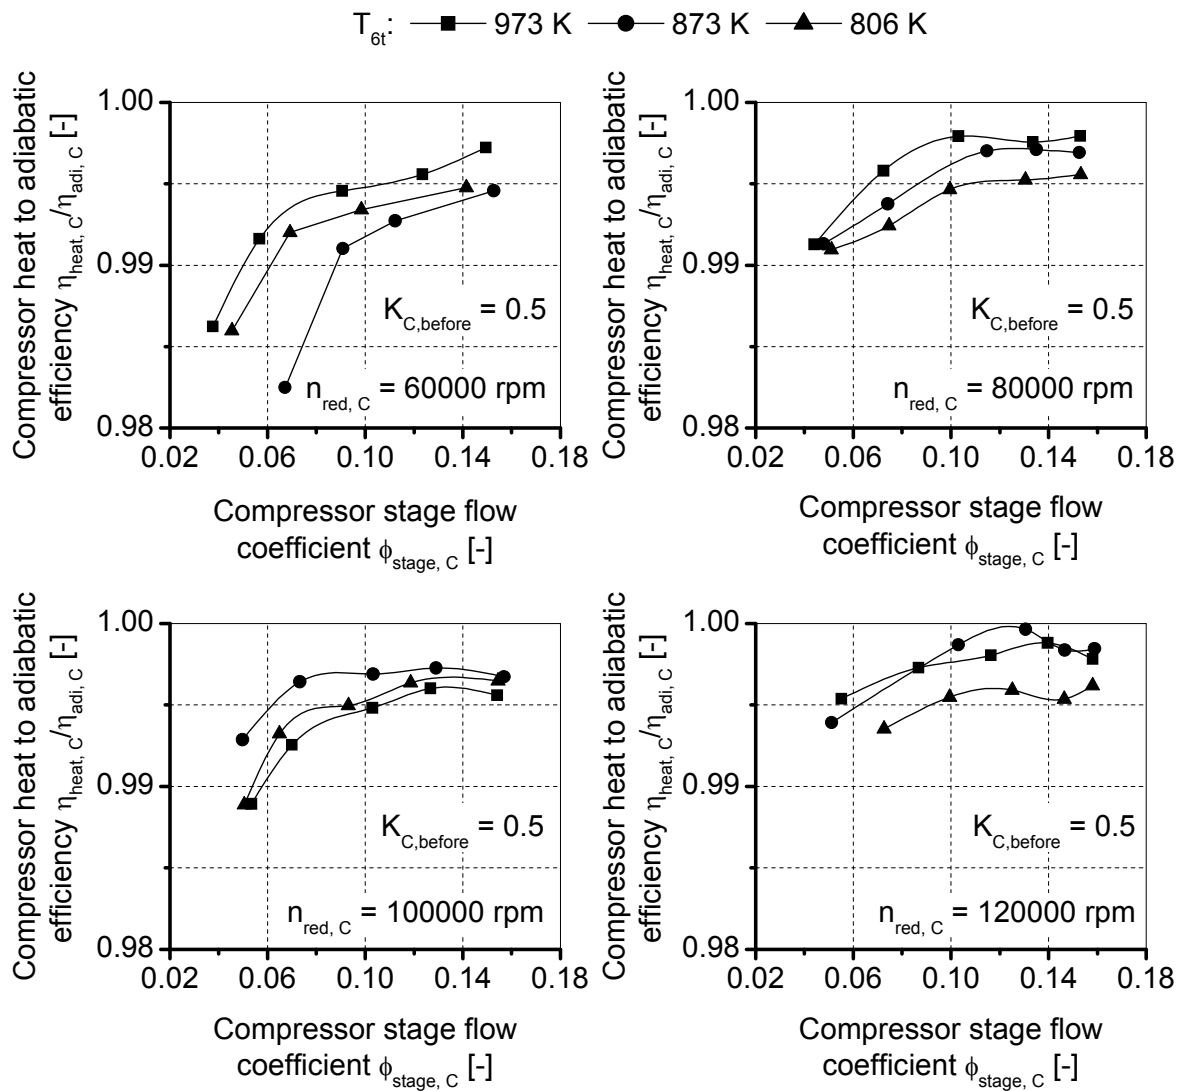 T6t: 973 K 873 K 806 K
Compressor heat to adiabatic
efficiency ηheat, C/ηadi, C [-]
1.00
0.99
0.98
KC,before = 0.5
nred, C = 60000 rpm
0.02 0.06 0.10 0.14 0.18
Compressor stage flow
coefficient ϕstage, C [-]
Compressor heat to adiabatic
efficiency ηheat, C/ηadi, C [-]
1.00
0.99
0.98
KC,before = 0.5
nred, C = 80000 rpm
0.02 0.06 0.10 0.14 0.18
Compressor stage flow
coefficient ϕstage, C [-]
Compressor heat to adiabatic
efficiency ηheat, C/ηadi, C [-]
1.00
0.99
0.98
KC,before = 0.5
nred, C = 100000 rpm
0.02 0.06 0.10 0.14 0.18
Compressor stage flow
coefficient ϕstage, C [-]
Compressor heat to adiabatic
efficiency ηheat, C/ηadi, C [-]
1.00
0.99
0.98
KC,before = 0.5
nred, C = 120000 rpm
0.02 0.06 0.10 0.14 0.18
Compressor stage flow
coefficient ϕstage, C [-]